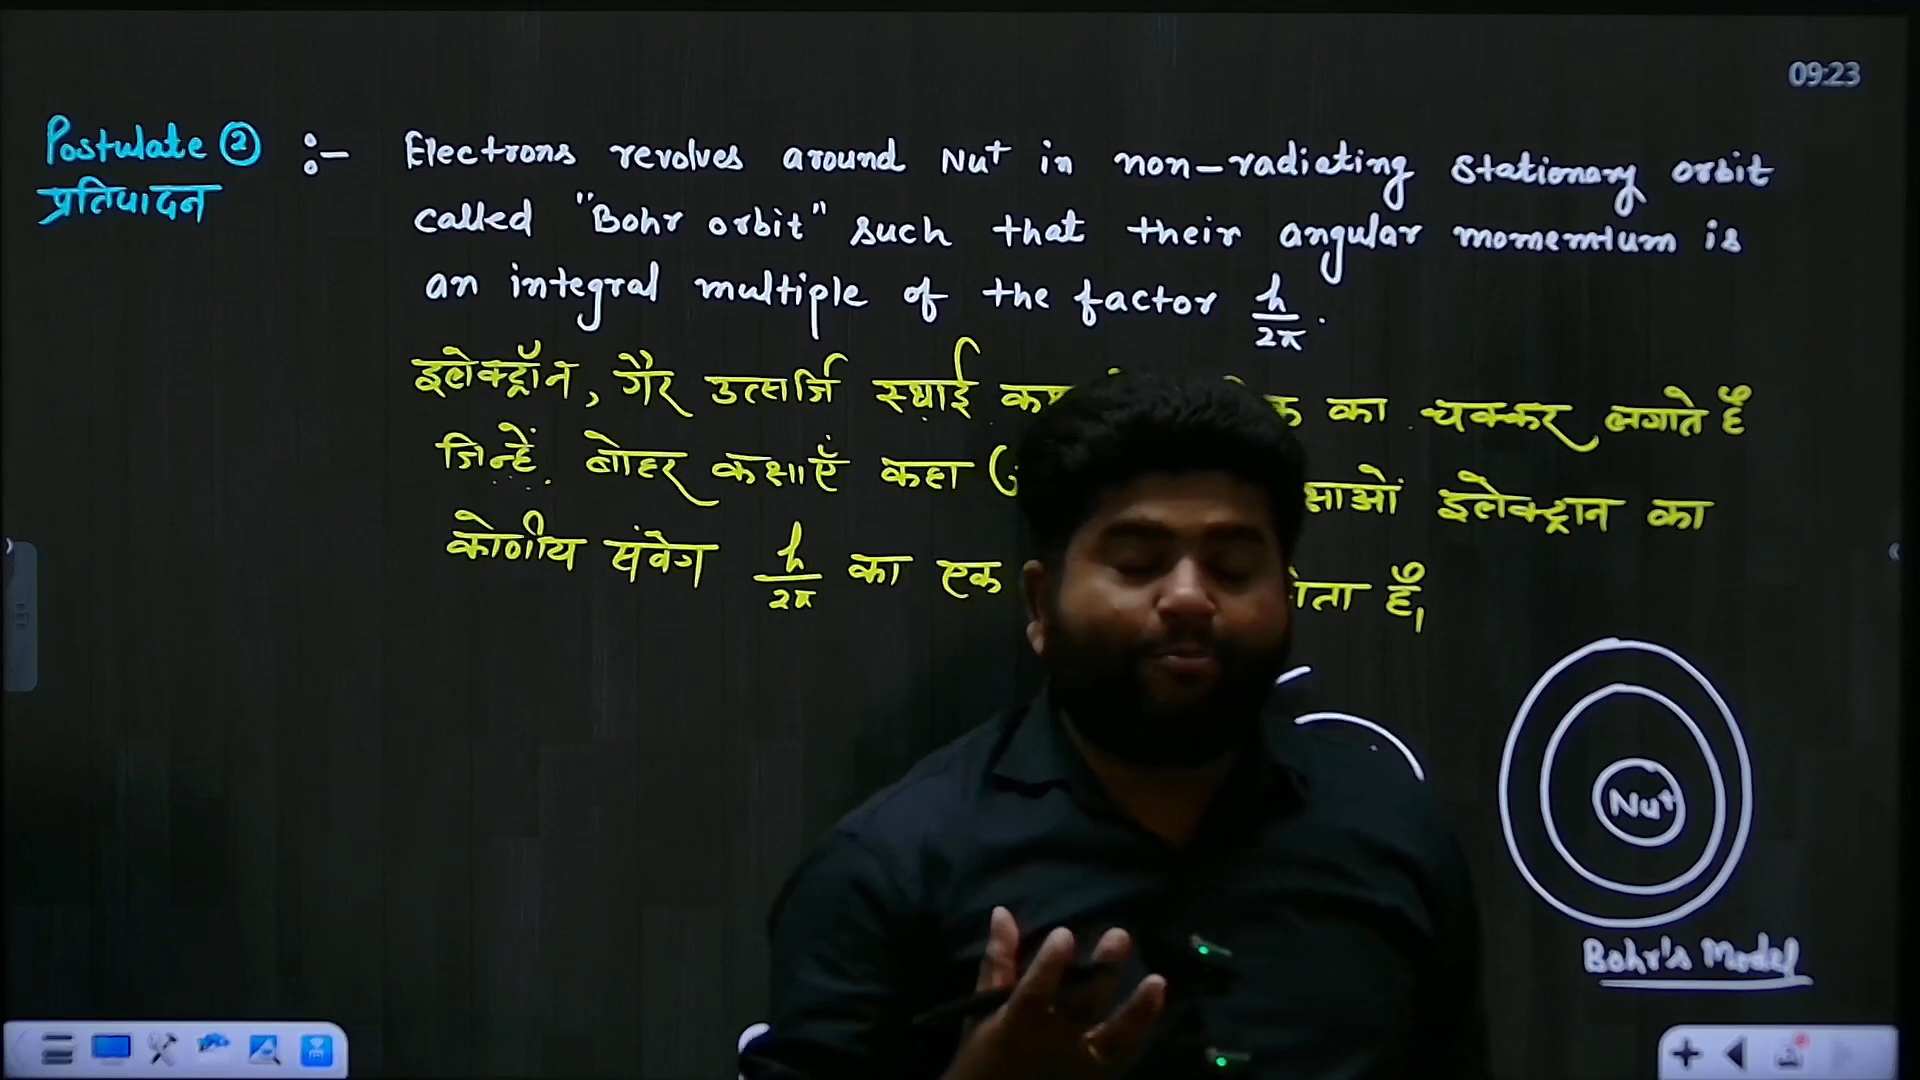 09:23
Postulate ② :- Electrons revolves around Nu⁺ in non-radiating stationary orbit
प्रतिपादन
called "Bohr orbit" such that their angular momemtum is
an integral multiple of the factor h/2π.
इलेक्ट्रॉन, गैर उत्सर्जि स्थाई का चक्कर लगाते हैं
जिन्हें बोहर कक्षाएँ कहा इलेक्ट्रान का
कोणीय संवेग h/2π का एक हैं।
Nu⁺
Bohr's Model